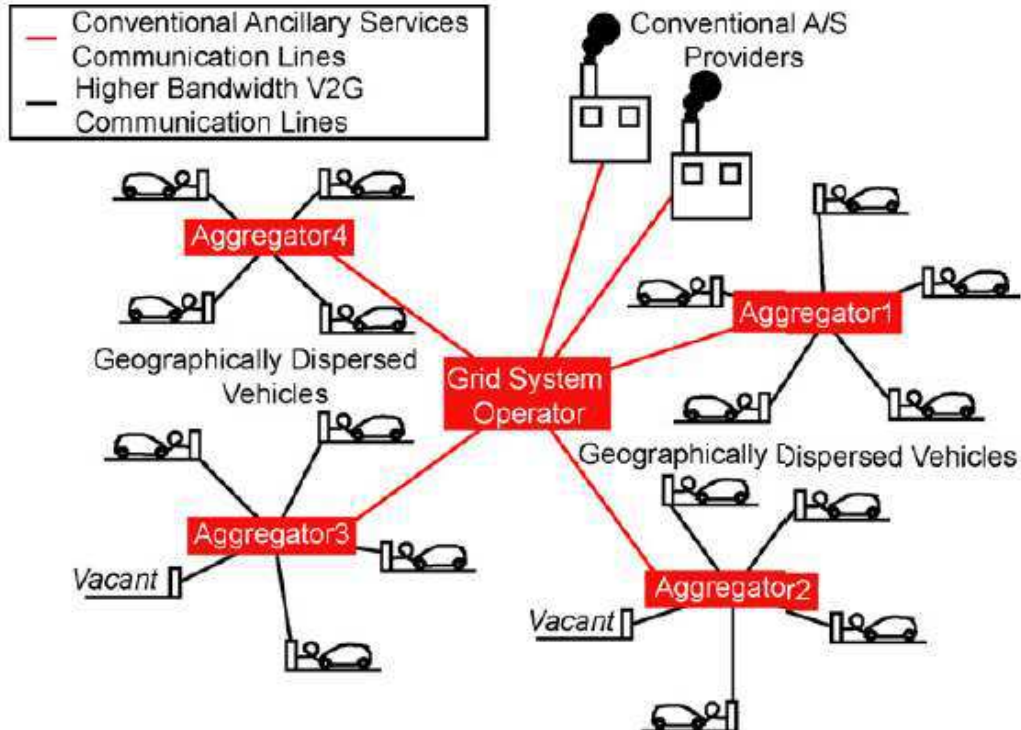 Conventional Ancillary Services
Communication Lines
Higher Bandwidth V2G
Communication Lines
Conventional A/S
Providers
Aggregator4
Aggregator1
Geographically Dispersed
Vehicles
Grid System
Operator
Geographically Dispersed Vehicles
Aggregator3
Vacant
Aggregator2
Vacant